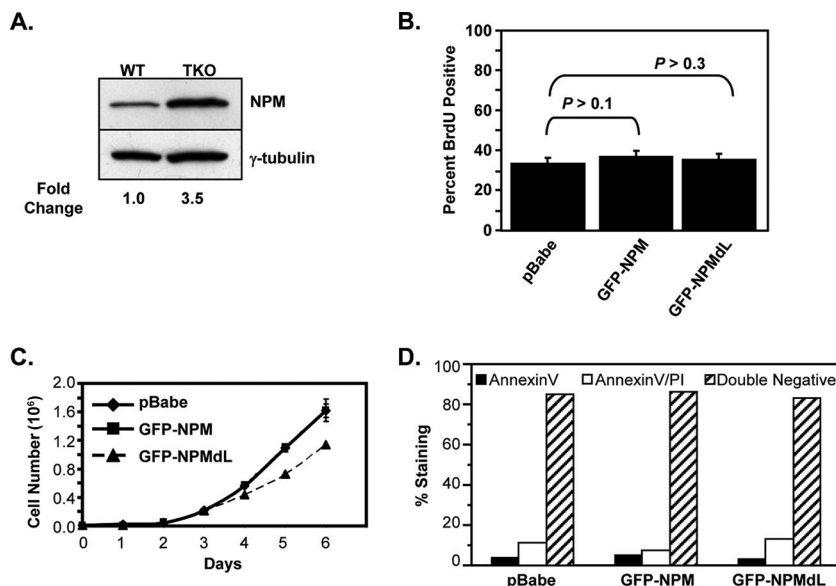 A.
WT TKO
NPM
γ-tubulin
Fold Change 1.0 3.5
B.
Percent BrdU Positive
100
80
60
40
20
0
P > 0.3
P > 0.1
pBabe
GFP-NPM
GFP-NPMdL
C.
Cell Number (10⁶)
2.0
1.6
1.2
0.8
0.4
0.0
pBabe
GFP-NPM
GFP-NPMdL
0 1 2 3 4 5 6
Days
D.
% Staining
100
80
60
40
20
0
AnnexinV AnnexinV/PI Double Negative
pBabe GFP-NPM GFP-NPMdL